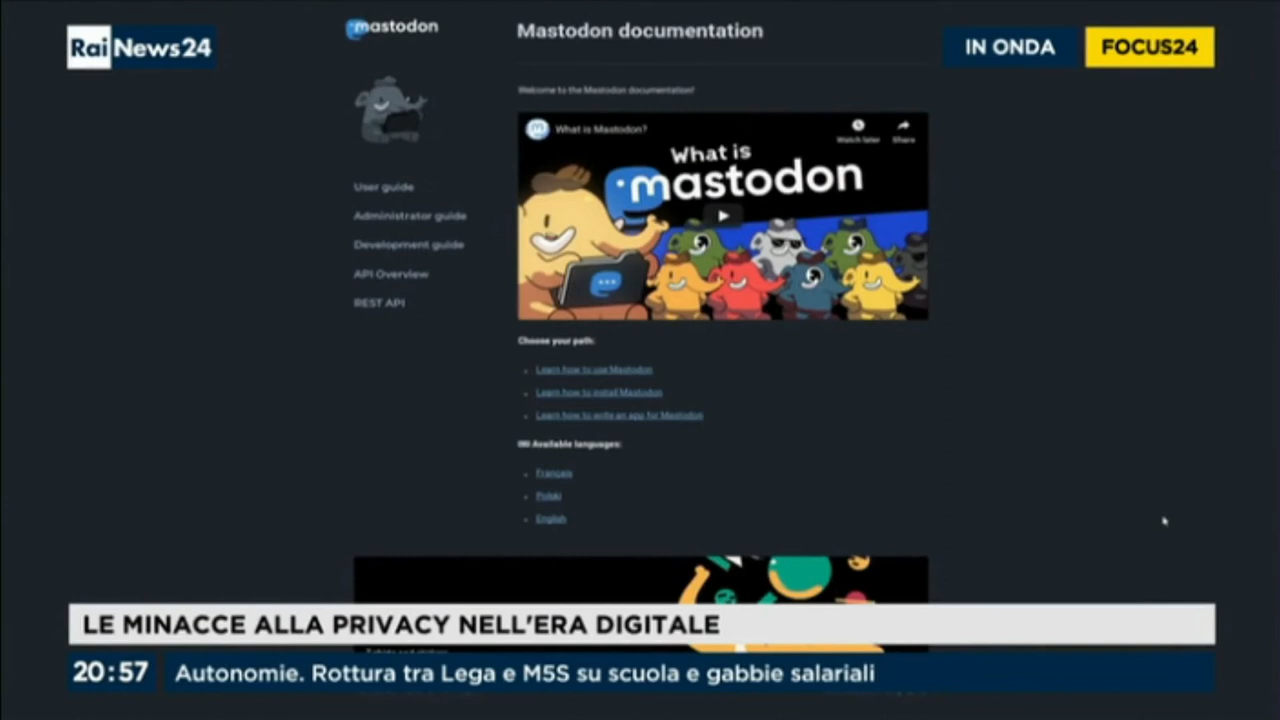 Rai News24
IN ONDA
FOCUS24
mastodon
Mastodon documentation
Welcome to the Mastodon documentation!
What is Mastodon?
Watch later
Share
What is
mastodon
User guide
Administrator guide
Development guide
API Overview
REST API
Choose your path:
Learn how to use Mastodon
Learn how to install Mastodon
Learn how to write an app for Mastodon
Available languages:
Français
Polski
English
LE MINACCE ALLA PRIVACY NELL'ERA DIGITALE
20:57
Autonomie. Rottura tra Lega e M5S su scuola e gabbie salariali